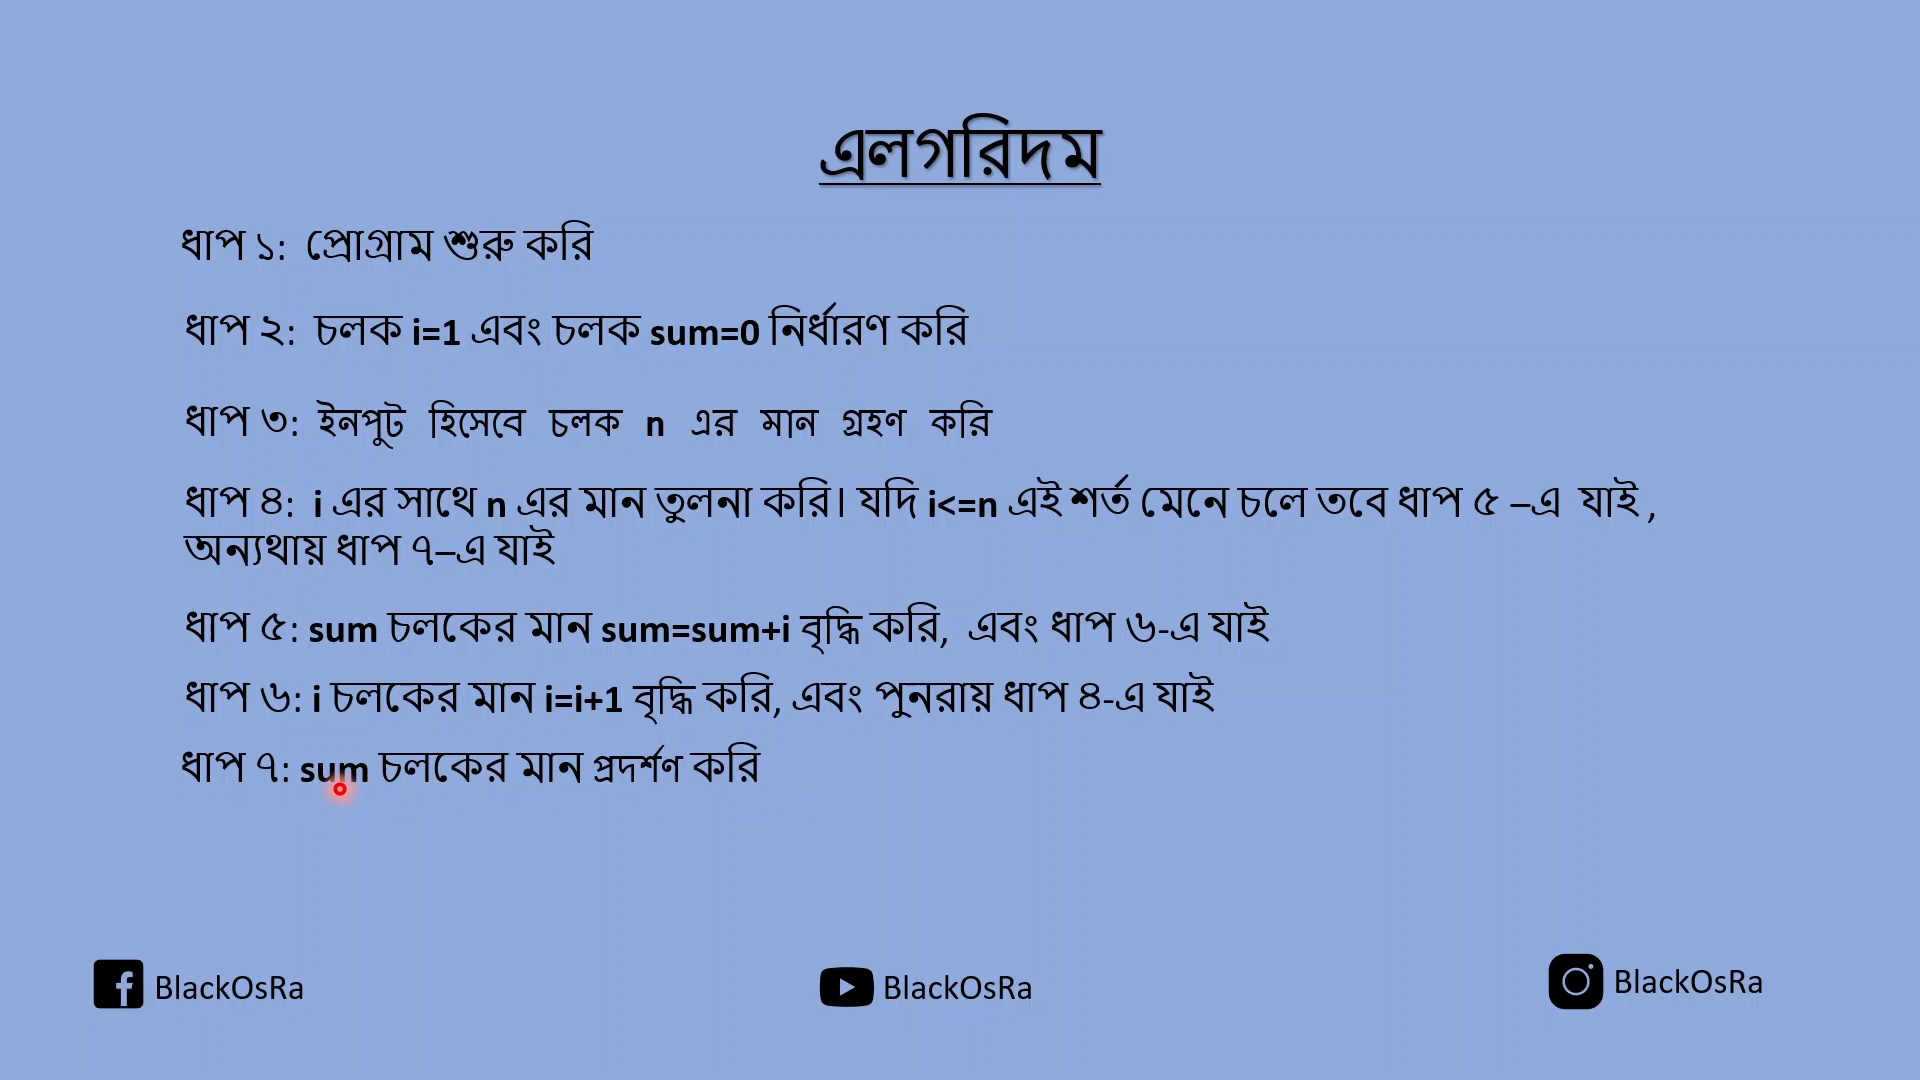 এলগরিদম
ধাপ ১: প্রোগ্রাম শুরু করি
ধাপ ২: চলক i=1 এবং চলক sum=0 নির্ধারণ করি
ধাপ ৩: ইনপুট হিসেবে চলক n এর মান গ্রহণ করি
ধাপ ৪: i এর সাথে n এর মান তুলনা করি। যদি i<=n এই শর্ত মেনে চলে তবে ধাপ ৫ –এ যাই ,
অন্যথায় ধাপ ৭–এ যাই
ধাপ ৫: sum চলকের মান sum=sum+i বৃদ্ধি করি, এবং ধাপ ৬-এ যাই
ধাপ ৬: i চলকের মান i=i+1 বৃদ্ধি করি, এবং পুনরায় ধাপ ৪-এ যাই
ধাপ ৭: sum চলকের মান প্রদর্শণ করি
BlackOsRa BlackOsRa BlackOsRa